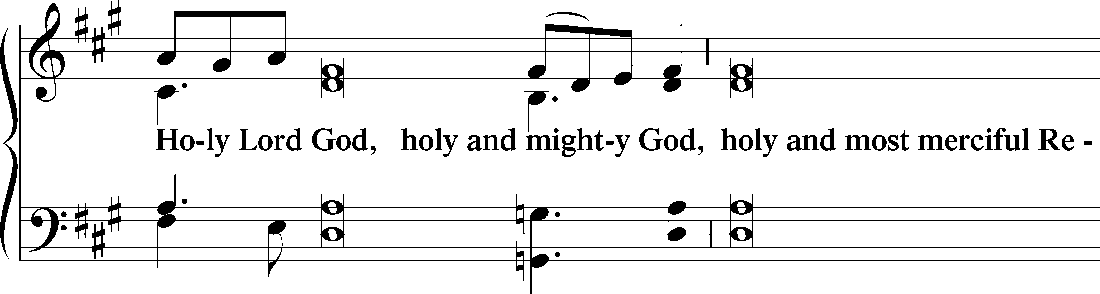 Ho-ly Lord God, holy and might-y God, holy and most merciful Re -